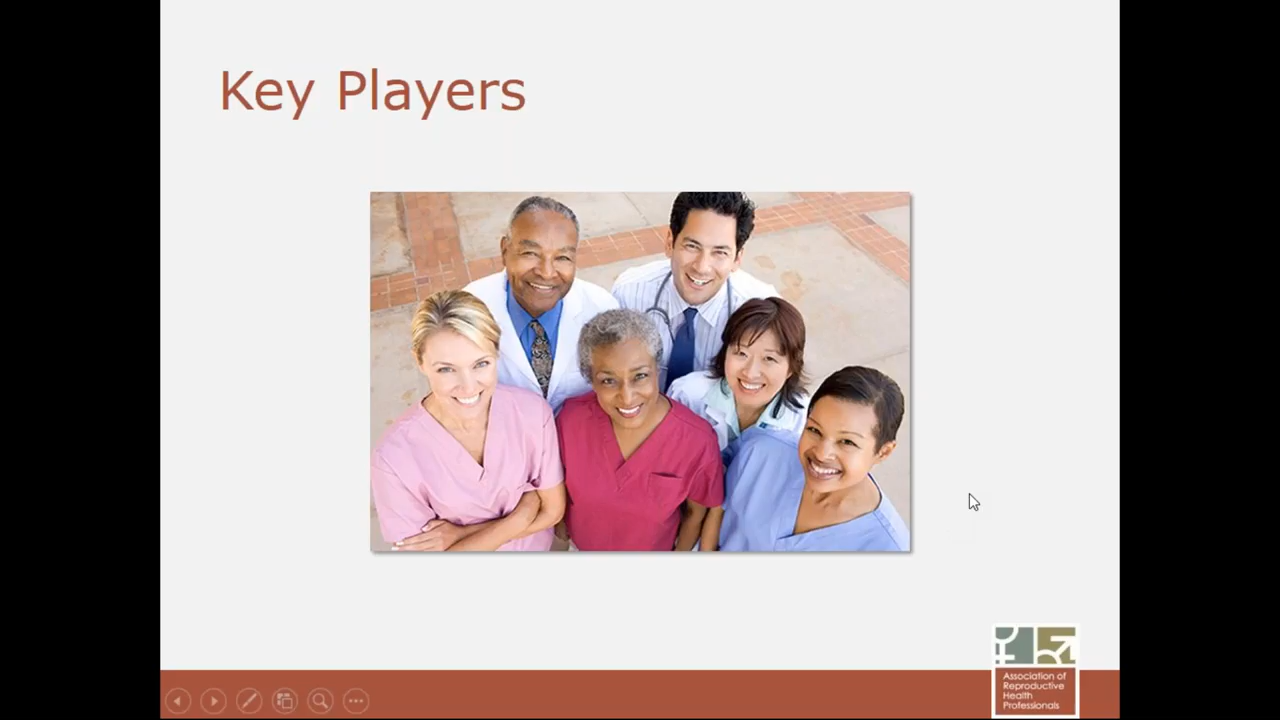 Key Players
Association of
Reproductive
Health
Professionals